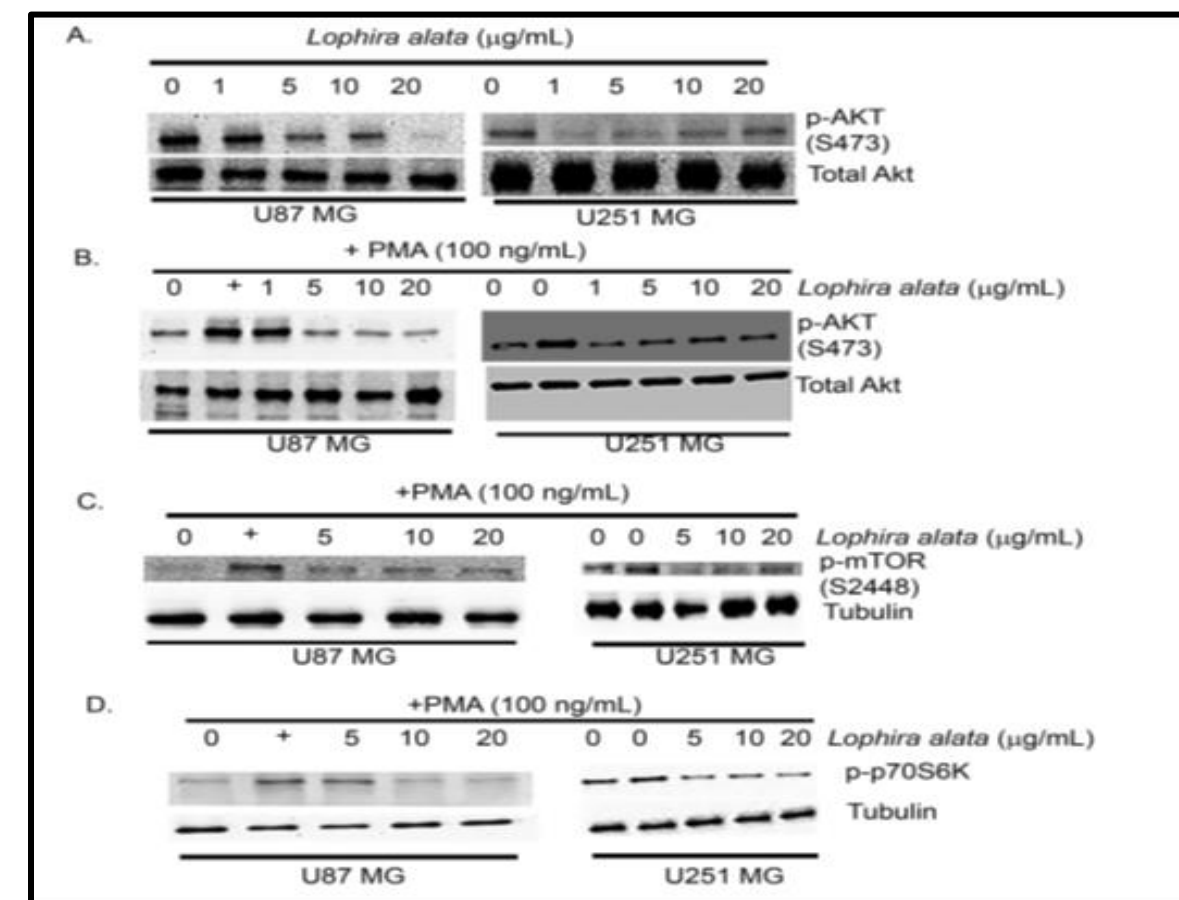 A.
Lophira alata (μg/mL)
0 1 5 10 20 0 1 5 10 20
p-AKT
(S473)
Total Akt
U87 MG U251 MG
B.
+ PMA (100 ng/mL)
0 + 1 5 10 20 0 0 1 5 10 20 Lophira alata (μg/mL)
p-AKT
(S473)
Total Akt
U87 MG U251 MG
C.
+PMA (100 ng/mL)
0 + 5 10 20 0 0 5 10 20 Lophira alata (μg/mL)
p-mTOR
(S2448)
Tubulin
U87 MG U251 MG
D.
+PMA (100 ng/mL)
0 + 5 10 20 0 0 5 10 20 Lophira alata (μg/mL)
p-p70S6K
Tubulin
U87 MG U251 MG